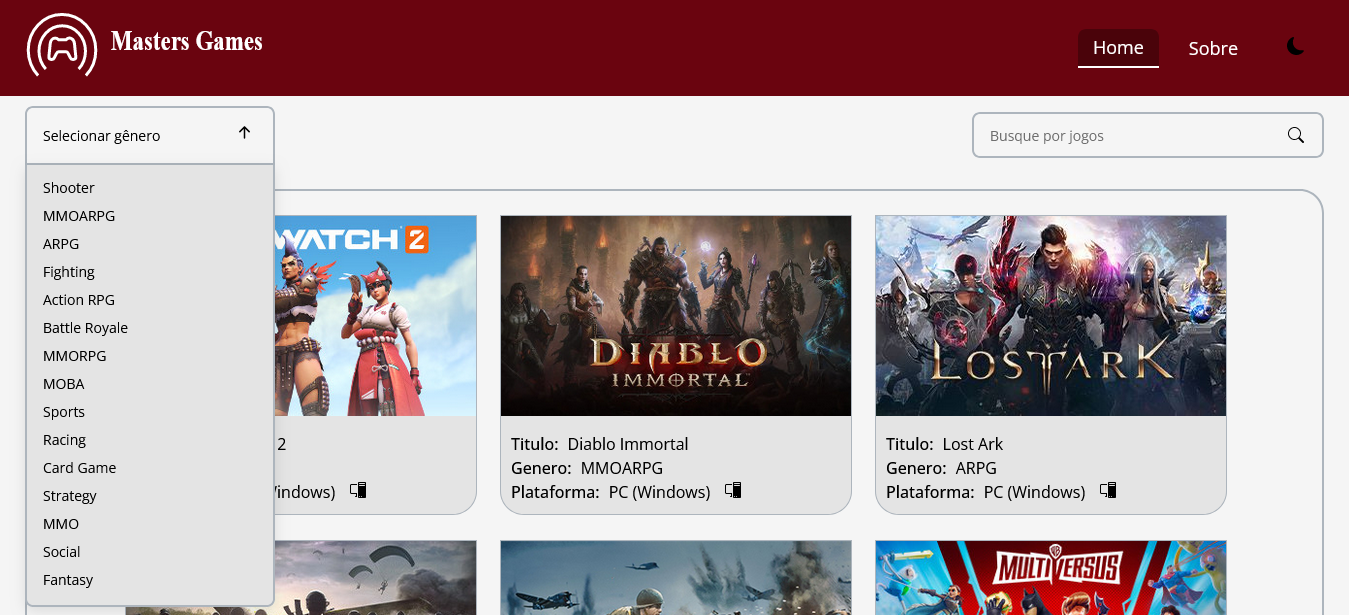 Masters Games
Home
Sobre
Selecionar gênero
Busque por jogos
Shooter
MMOARPG
ARPG
Fighting
Action RPG
Battle Royale
MMORPG
MOBA
Sports
Racing
Card Game
Strategy
MMO
Social
Fantasy
WATCH 2
2
Windows)
DIABLO
IMMORTAL
Titulo: Diablo Immortal
Genero: MMOARPG
Plataforma: PC (Windows)
LOST ARK
Titulo: Lost Ark
Genero: ARPG
Plataforma: PC (Windows)
MULTIVERSUS